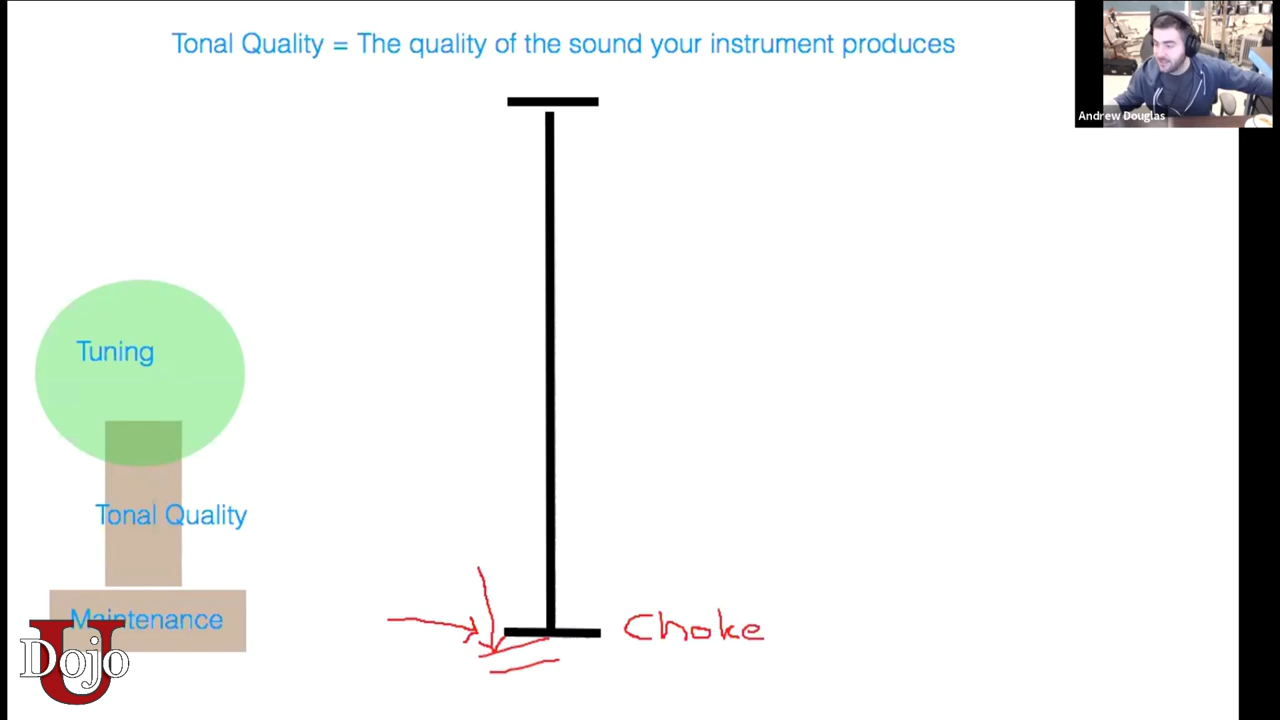 Tonal Quality = The quality of the sound your instrument produces
Andrew Douglas
Tuning
Tonal Quality
Maintenance
Choke
U
Dojo